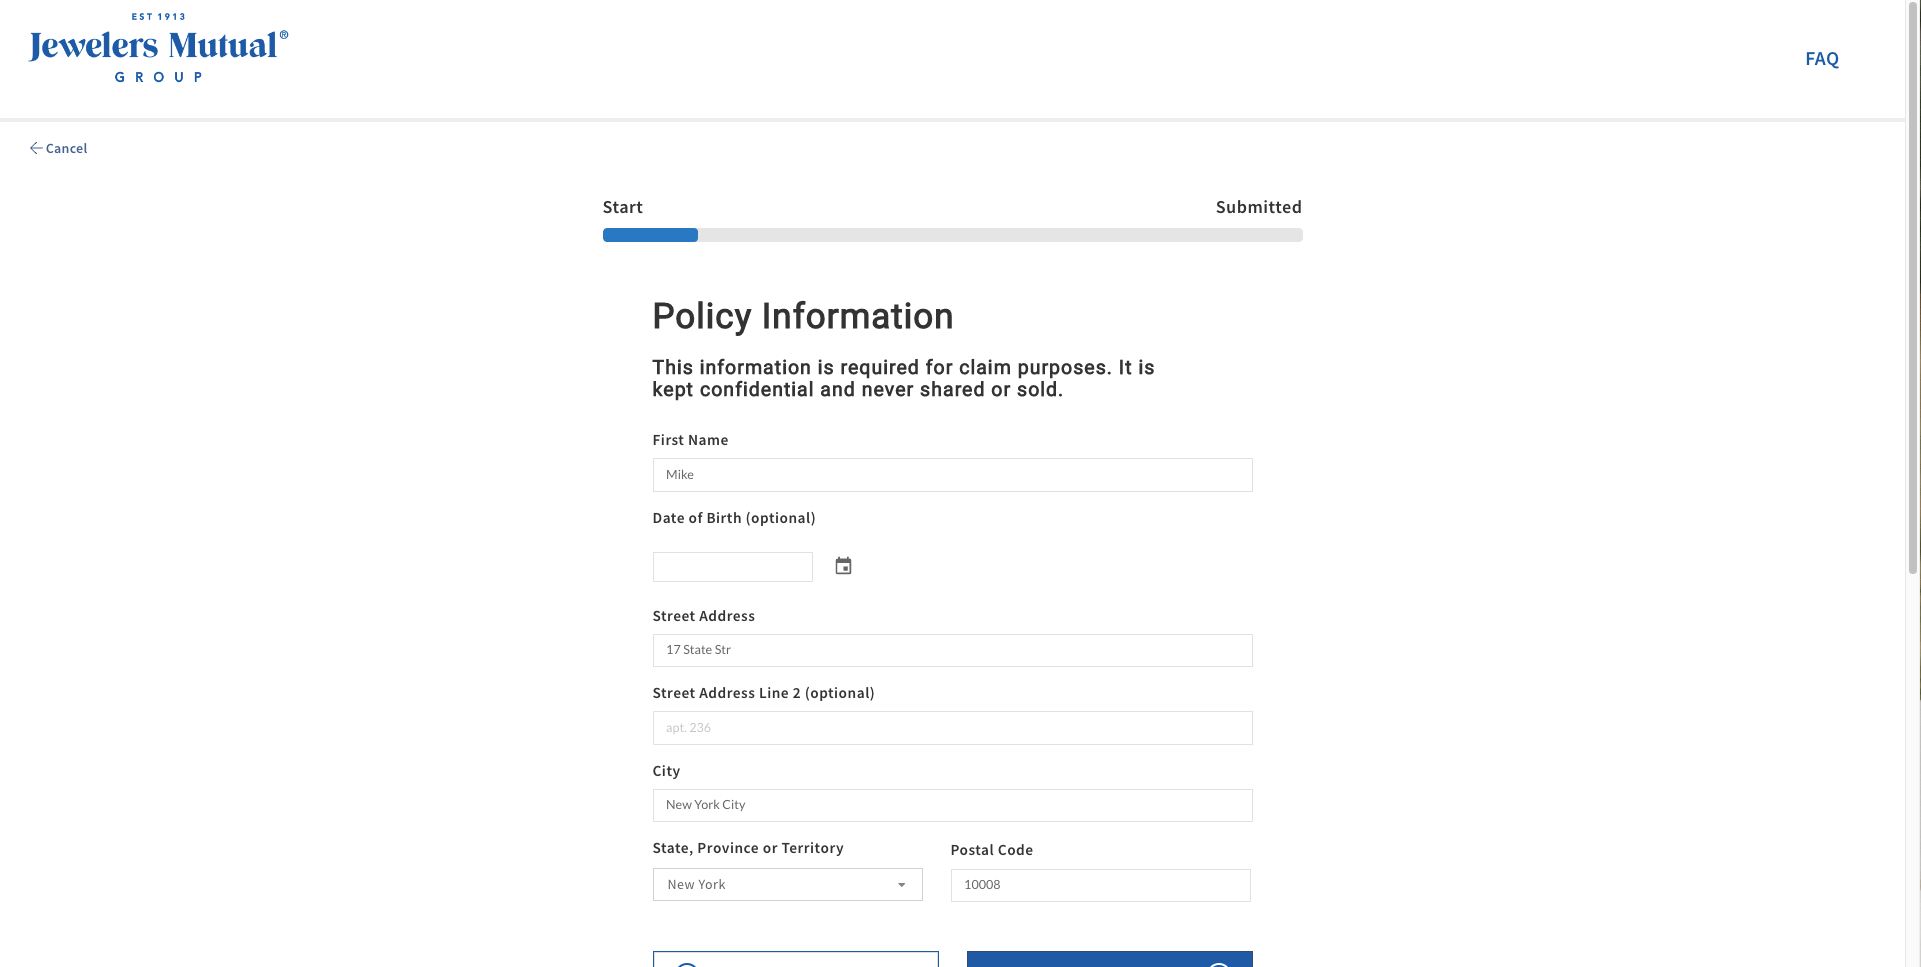 EST 1913
Jewelers Mutual®
GROUP
FAQ
Cancel
Start
Submitted
Policy Information
This information is required for claim purposes. It is
kept confidential and never shared or sold.
First Name
Mike
Date of Birth (optional)
Street Address
17 State Str
Street Address Line 2 (optional)
apt. 236
City
New York City
State, Province or Territory
Postal Code
New York
10008